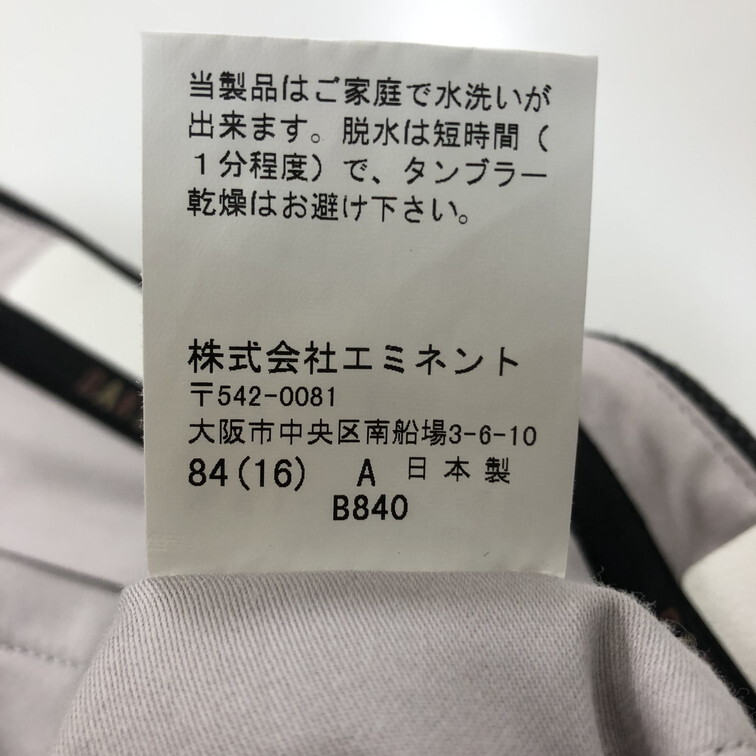 当製品はご家庭で水洗いが
出来ます。脱水は短時間（
１分程度）で、タンブラー
乾燥はお避け下さい。
株式会社エミネント
〒542-0081
大阪市中央区南船場3-6-10
84(16) A 日本製
B840